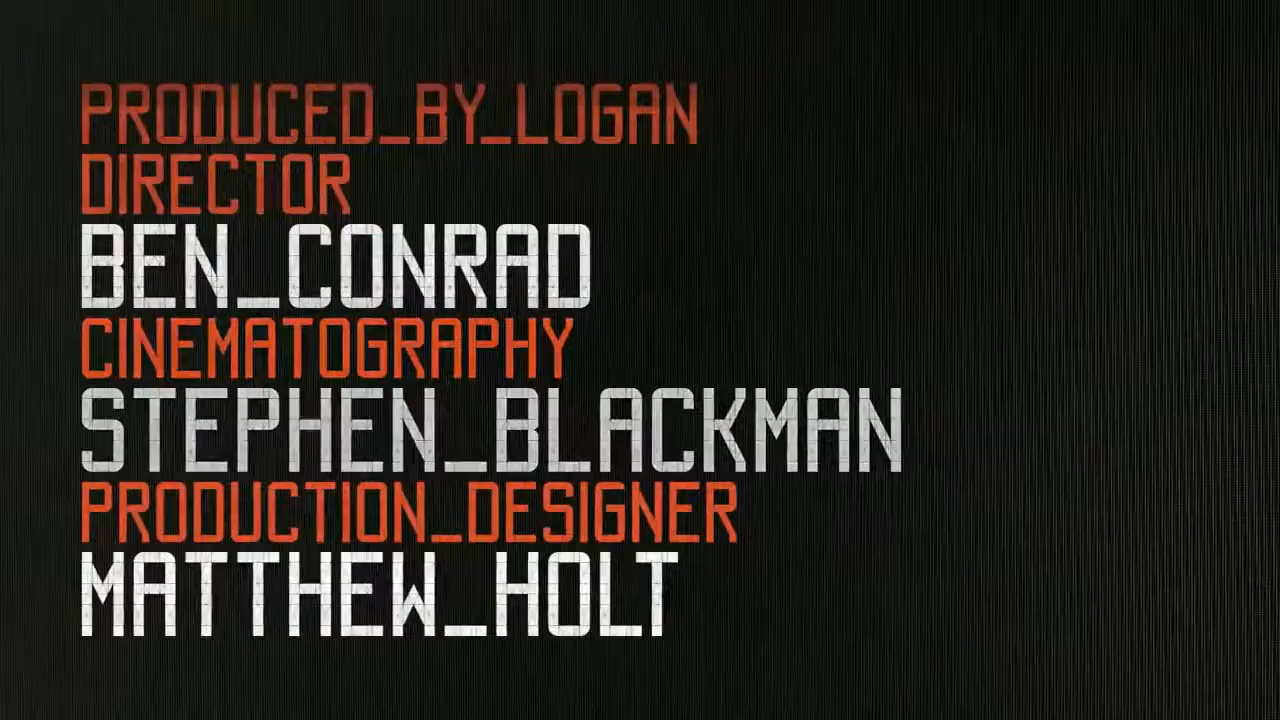 PRODUCED_BY_LOGAN
DIRECTOR
BEN_CONRAD
CINEMATOGRAPHY
STEPHEN_BLACKMAN
PRODUCTION_DESIGNER
MATTHEW_HOLT